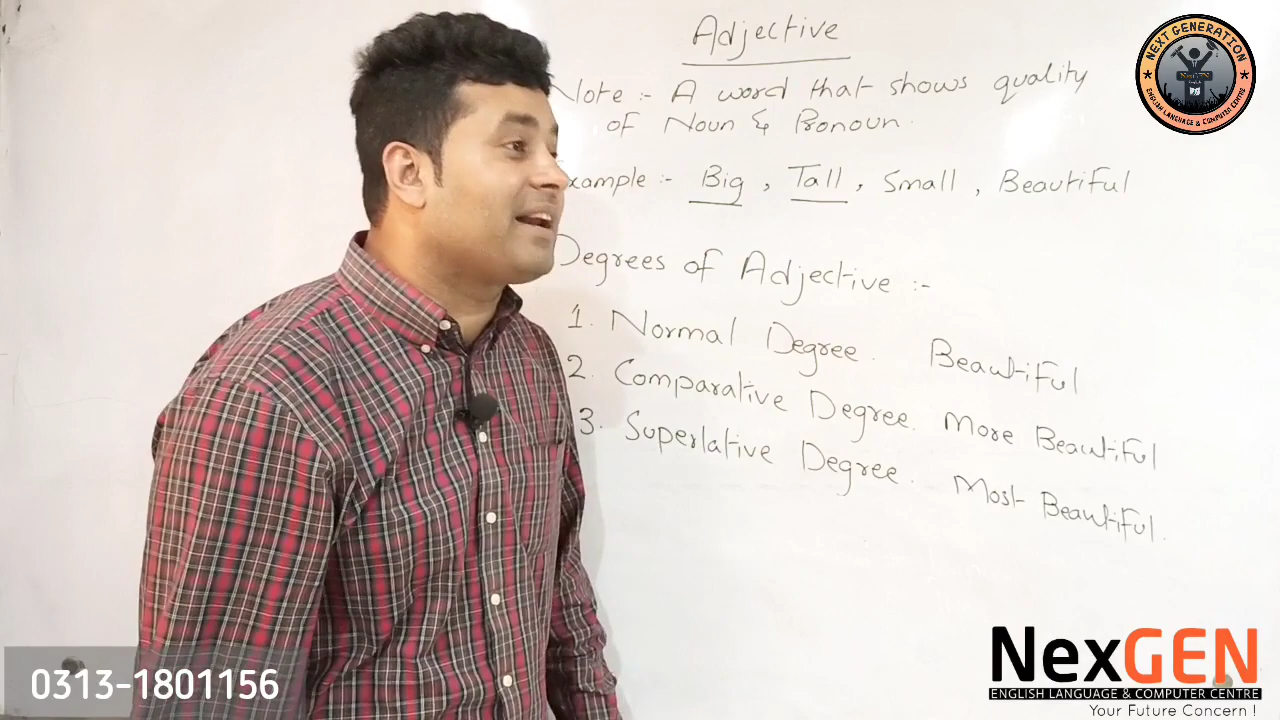 Adjective
Note :- A word that shows quality
of Noun & Pronoun.
Example :- Big , Tall , Small , Beautiful
Degrees of Adjective :-
1. Normal Degree. Beautiful
2. Comparative Degree. More Beautiful
3. Superlative Degree. Most Beautiful.
NEXT GENERATION
NexGEN
ENGLISH LANGUAGE & COMPUTER CENTRE
0313-1801156
NexGEN
ENGLISH LANGUAGE & COMPUTER CENTRE
Your Future Concern !